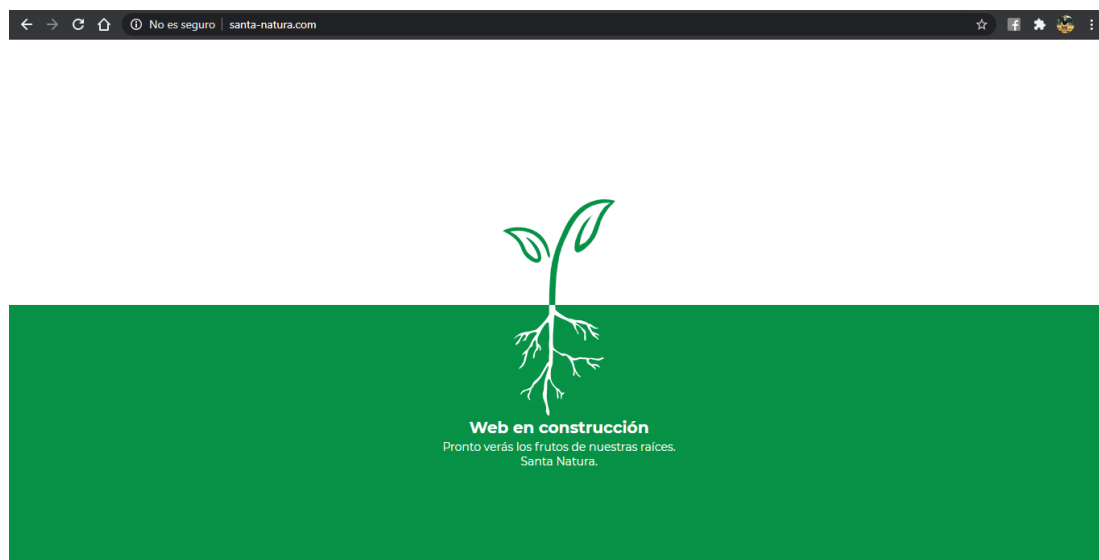 No es seguro | santa-natura.com
Web en construcción
Pronto verás los frutos de nuestras raíces.
Santa Natura.